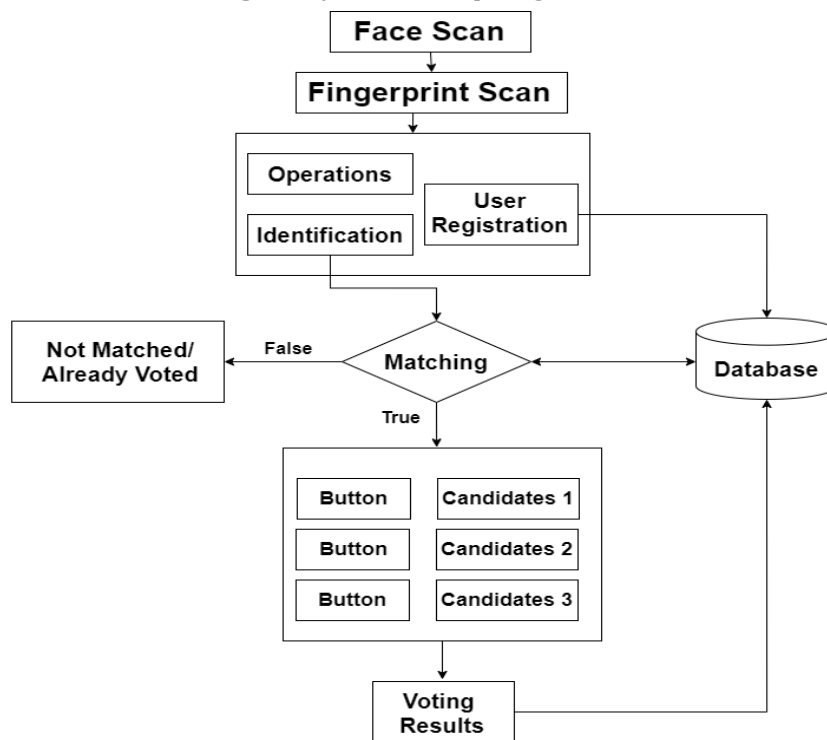 Face Scan
Fingerprint Scan
Operations
User
Registration
Identification
Not Matched/
Already Voted
False
Matching
Database
True
Button
Candidates 1
Button
Candidates 2
Button
Candidates 3
Voting
Results